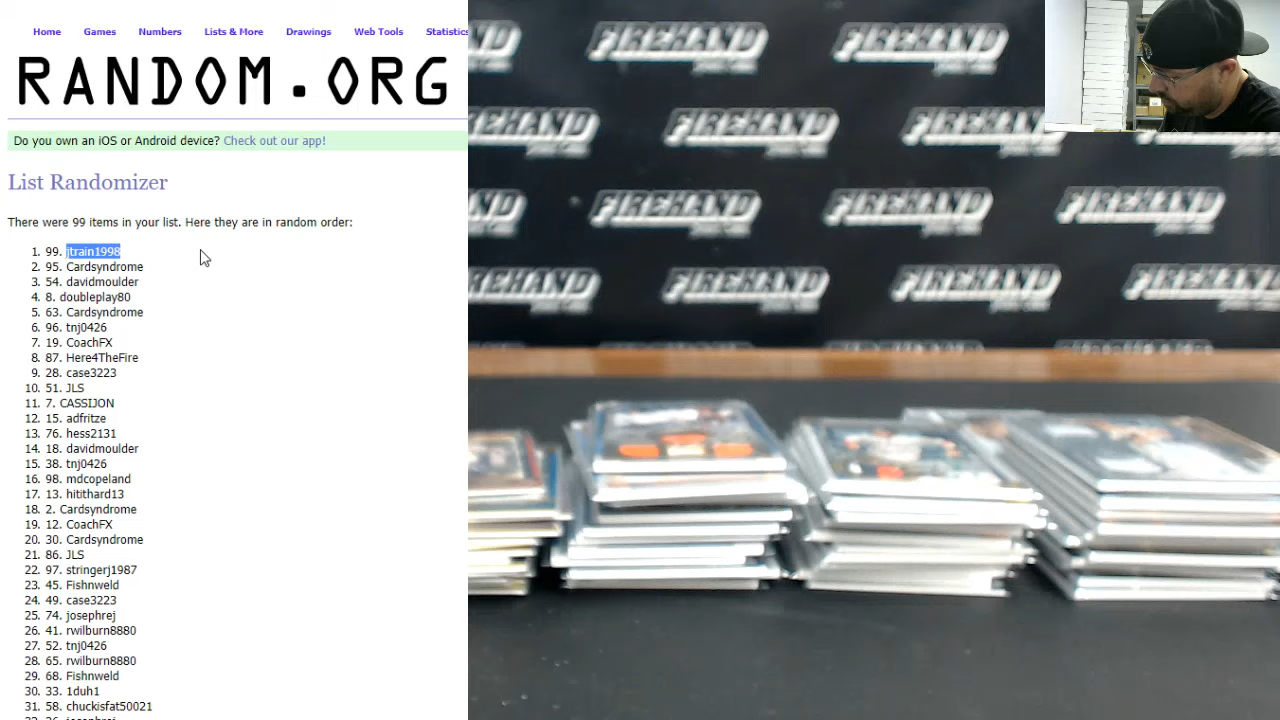 Home Games Numbers Lists & More Drawings Web Tools Statistics
RANDOM.ORG
Do you own an iOS or Android device? Check out our app!
List Randomizer
There were 99 items in your list. Here they are in random order:
1. 99. jtrain1998
2. 95. Cardsyndrome
3. 54. davidmoulder
4. 8. doubleplay80
5. 63. Cardsyndrome
6. 96. tnj0426
7. 19. CoachFX
8. 87. Here4TheFire
9. 28. case3223
10. 51. JLS
11. 7. CASSIJON
12. 15. adfritze
13. 76. hess2131
14. 18. davidmoulder
15. 38. tnj0426
16. 98. mdcopeland
17. 13. hitithard13
18. 2. Cardsyndrome
19. 12. CoachFX
20. 30. Cardsyndrome
21. 86. JLS
22. 97. stringerj1987
23. 45. Fishnweld
24. 49. case3223
25. 74. josephrej
26. 41. rwilburn8880
27. 52. tnj0426
28. 65. rwilburn8880
29. 68. Fishnweld
30. 33. 1duh1
31. 58. chuckisfat50021
FIREHAND FIREHAND
FIREHAND FIREHAND
FIREHAND FIREHAND FIREHAND
FIREHAND FIREHAND FIREHAND